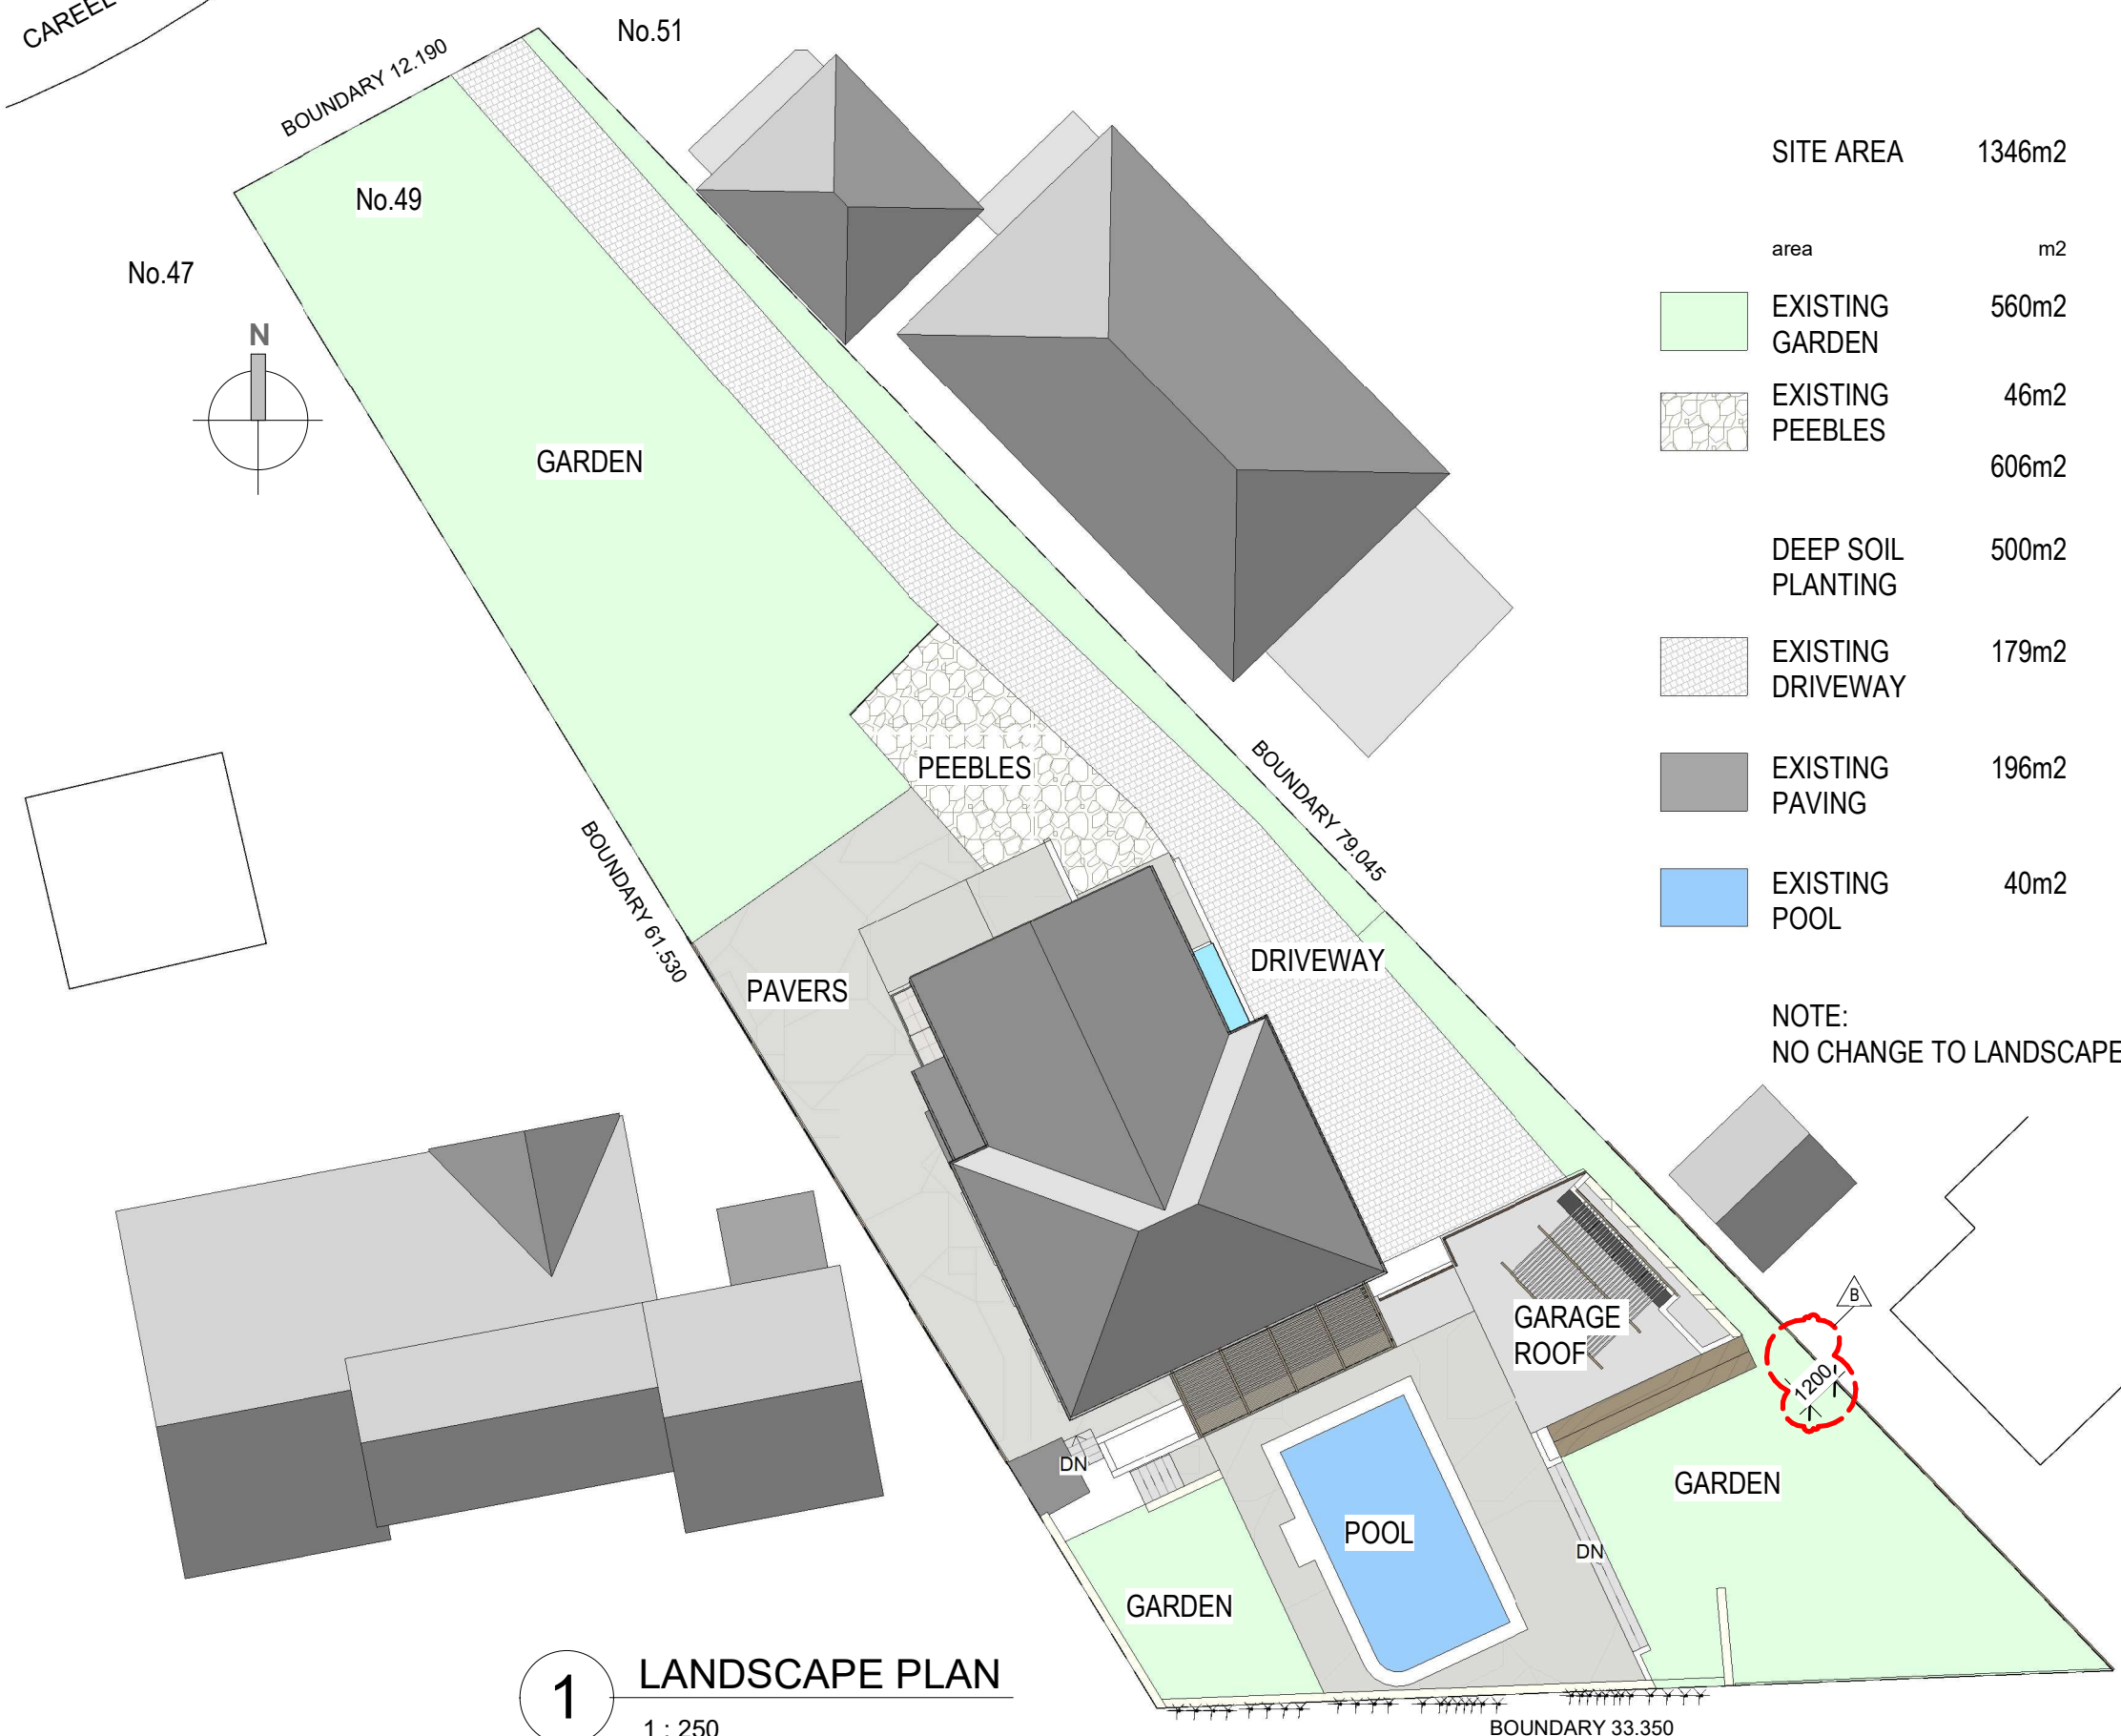 CAREEL
No.51
BOUNDARY 12.190
No.49
No.47
N
GARDEN
PEEBLES
BOUNDARY 79.045
BOUNDARY 61.530
PAVERS
DRIVEWAY
GARAGE
ROOF
B
1200
DN
POOL
GARDEN
DN
GARDEN
BOUNDARY 33.350
SITE AREA 1346m2
area m2
EXISTING 560m2
GARDEN
EXISTING 46m2
PEEBLES
606m2
DEEP SOIL 500m2
PLANTING
EXISTING 179m2
DRIVEWAY
EXISTING 196m2
PAVING
EXISTING 40m2
POOL
NOTE:
NO CHANGE TO LANDSCAPE
1 LANDSCAPE PLAN
1 : 250